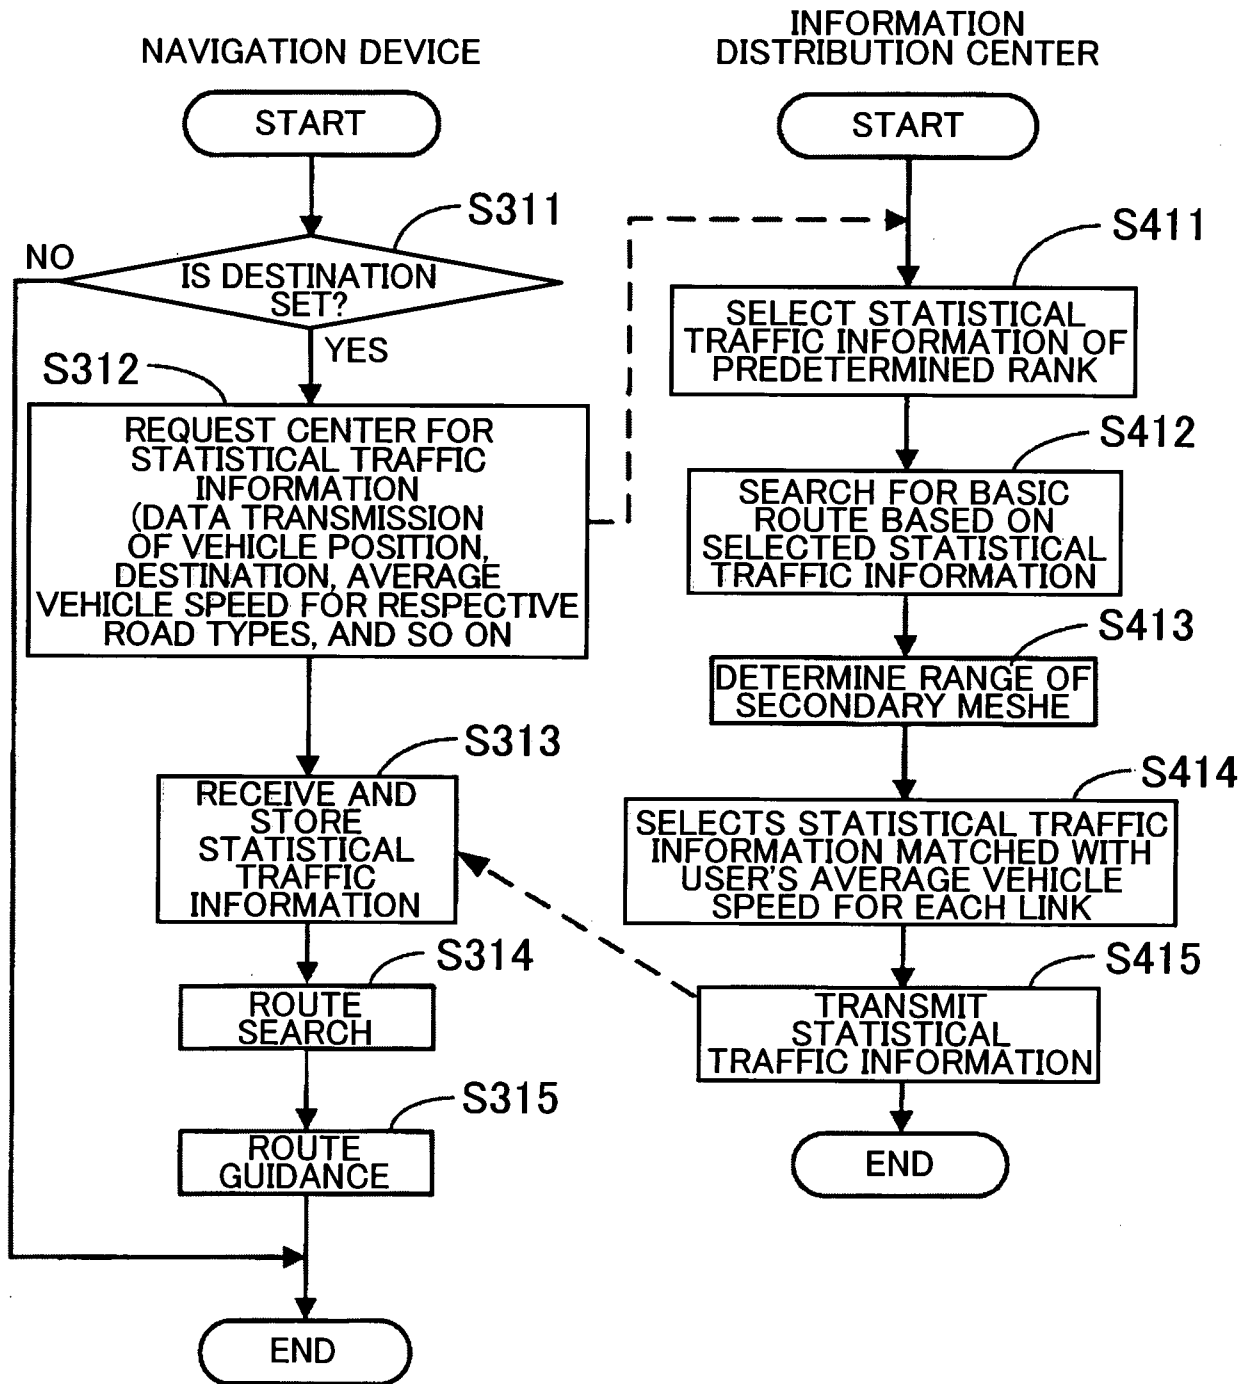 NAVIGATION DEVICE
START
S311
NO
IS DESTINATION
SET?
YES
S312
REQUEST CENTER FOR
STATISTICAL TRAFFIC
INFORMATION
(DATA TRANSMISSION
OF VEHICLE POSITION,
DESTINATION, AVERAGE
VEHICLE SPEED FOR RESPECTIVE
ROAD TYPES, AND SO ON
S313
RECEIVE AND
STORE
STATISTICAL
TRAFFIC
INFORMATION
S314
ROUTE
SEARCH
S315
ROUTE
GUIDANCE
END
INFORMATION
DISTRIBUTION CENTER
START
S411
SELECT STATISTICAL
TRAFFIC INFORMATION OF
PREDETERMINED RANK
S412
SEARCH FOR BASIC
ROUTE BASED ON
SELECTED STATISTICAL
TRAFFIC INFORMATION
S413
DETERMINE RANGE OF
SECONDARY MESHE
S414
SELECTS STATISTICAL TRAFFIC
INFORMATION MATCHED WITH
USER'S AVERAGE VEHICLE
SPEED FOR EACH LINK
S415
TRANSMIT
STATISTICAL
TRAFFIC INFORMATION
END